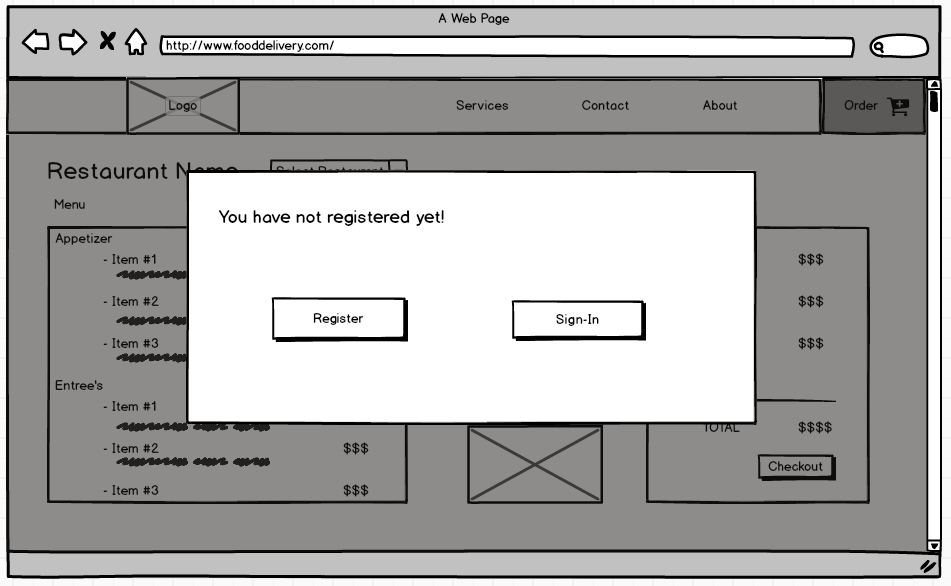 A Web Page
http://www.fooddelivery.com/
Logo
Services
Contact
About
Order
Restaurant Name
Select Restaurant
Menu
You have not registered yet!
Register
Sign-In
Appetizer
- Item #1
$$$
- Item #2
$$$
- Item #3
$$$
Entree's
- Item #1
TOTAL
$$$$
- Item #2
$$$
Checkout
- Item #3
$$$